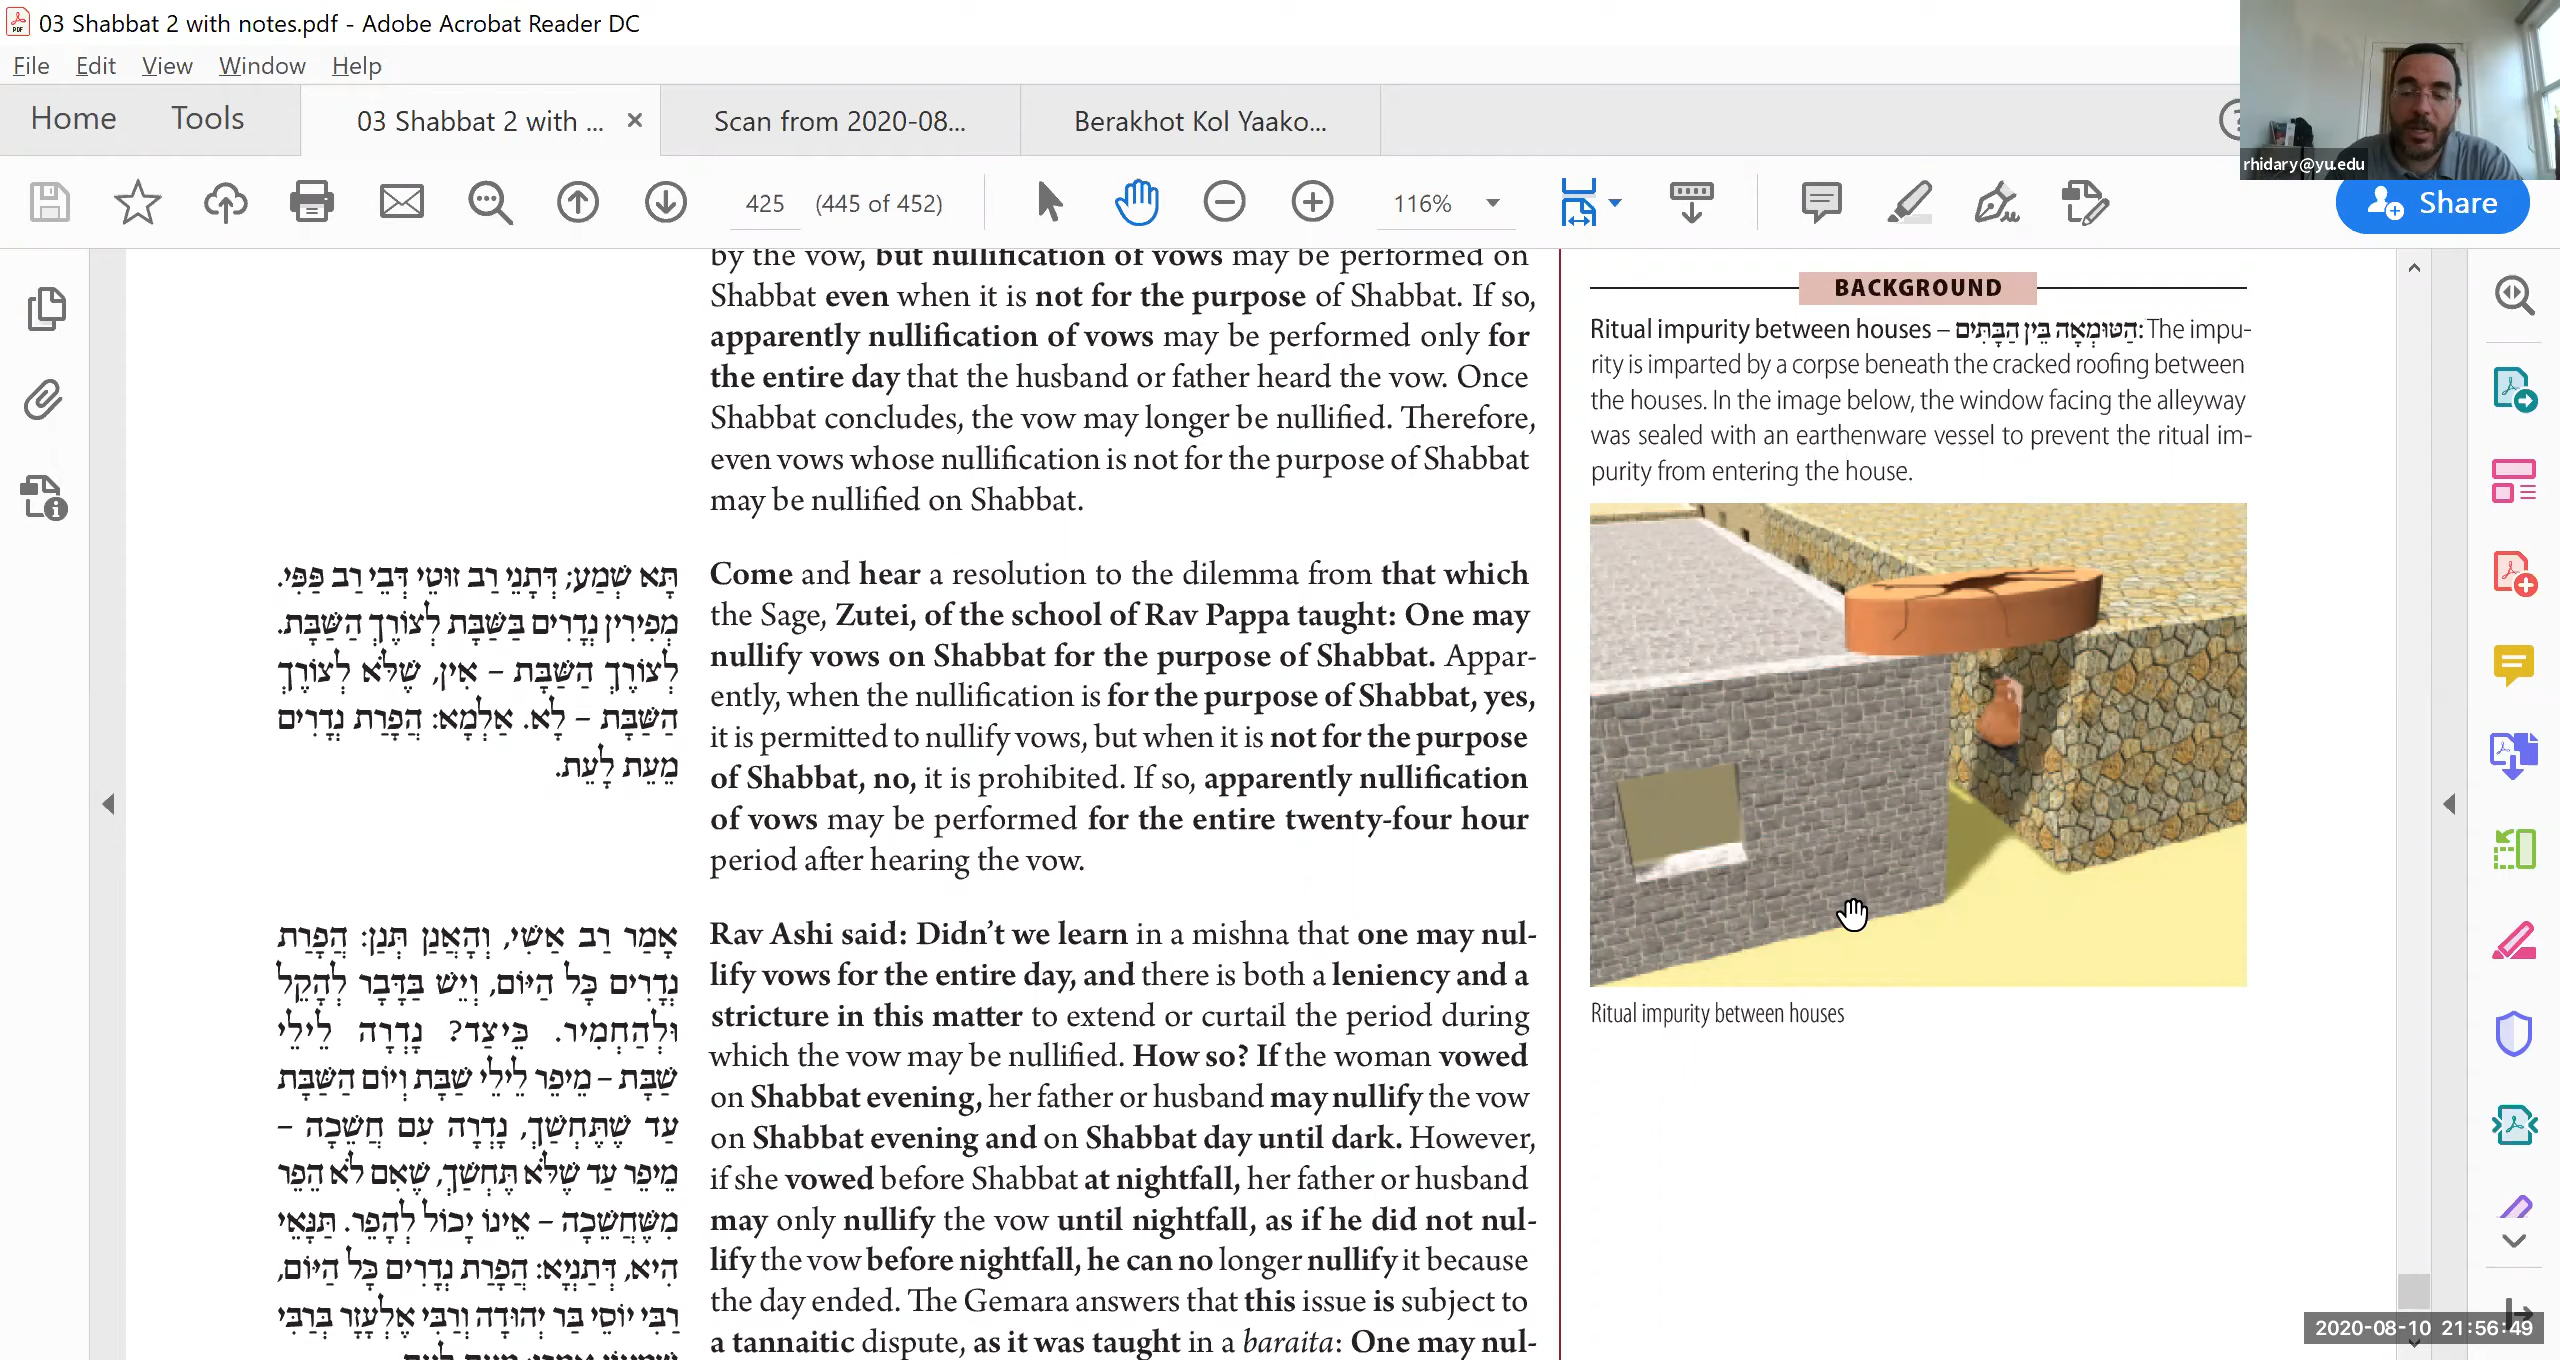 03 Shabbat 2 with notes.pdf - Adobe Acrobat Reader DC
File Edit View Window Help
Home Tools 03 Shabbat 2 with ... Scan from 2020-08... Berakhot Kol Yaako...
rhidary@yu.edu
425 (445 of 452) 116% Share
by the vow, but nullification of vows may be performed on
Shabbat even when it is not for the purpose of Shabbat. If so,
apparently nullification of vows may be performed only for
the entire day that the husband or father heard the vow. Once
Shabbat concludes, the vow may longer be nullified. Therefore,
even vows whose nullification is not for the purpose of Shabbat
may be nullified on Shabbat.
תָּא שְׁמַע; דְּתָנֵי רַב זוּטֵי דְּבֵי רַב פַּפִּי.
מְפִירִין נְדָרִים בַּשַּׁבָּת לְצוֹרֶךְ הַשַּׁבָּת.
לְצוֹרֶךְ הַשַּׁבָּת – אִין, שֶׁלֹּא לְצוֹרֶךְ
הַשַּׁבָּת – לָא. אַלְמָא: הֲפָרַת נְדָרִים
מֵעֵת לָעֵת.
Come and hear a resolution to the dilemma from that which
the Sage, Zutei, of the school of Rav Pappa taught: One may
nullify vows on Shabbat for the purpose of Shabbat. Appar-
ently, when the nullification is for the purpose of Shabbat, yes,
it is permitted to nullify vows, but when it is not for the purpose
of Shabbat, no, it is prohibited. If so, apparently nullification
of vows may be performed for the entire twenty-four hour
period after hearing the vow.
אָמַר רַב אַשִׁי, וְהָאֲנַן תְּנַן: הֲפָרַת
נְדָרִים כָּל הַיּוֹם, וְיֵשׁ בַּדָּבָר לְהָקֵל
וּלְהַחְמִיר. כֵּיצַד? נָדְרָה לֵילֵי
שַׁבָּת – מֵיפֵר לֵילֵי שַׁבָּת וְיוֹם הַשַּׁבָּת
עַד שֶׁתֶּחְשַׁךְ, נָדְרָה עִם חֲשֵׁכָה –
מֵיפֵר עַד שֶׁלֹּא תֶּחְשַׁךְ, שֶׁאִם לֹא הֵפֵר
מִשֶּׁחָשֵׁכָה – אֵינוֹ יָכוֹל לְהָפֵר. תַּנָּאֵי
הִיא, דְּתַנְיָא: הֲפָרַת נְדָרִים כָּל הַיּוֹם,
רַבִּי יוֹסֵי בַּר יְהוּדָה וְרַבִּי אֶלְעָזָר בְּרַבִּי
Rav Ashi said: Didn't we learn in a mishna that one may nul-
lify vows for the entire day, and there is both a leniency and a
stricture in this matter to extend or curtail the period during
which the vow may be nullified. How so? If the woman vowed
on Shabbat evening, her father or husband may nullify the vow
on Shabbat evening and on Shabbat day until dark. However,
if she vowed before Shabbat at nightfall, her father or husband
may only nullify the vow until nightfall, as if he did not nul-
lify the vow before nightfall, he can no longer nullify it because
the day ended. The Gemara answers that this issue is subject to
a tannaitic dispute, as it was taught in a baraita: One may nul-
BACKGROUND
Ritual impurity between houses – הַטּוּמְאָה בֵּין הַבָּתִּים: The impu-
rity is imparted by a corpse beneath the cracked roofing between
the houses. In the image below, the window facing the alleyway
was sealed with an earthenware vessel to prevent the ritual im-
purity from entering the house.
Ritual impurity between houses
2020-08-10 21:56:49